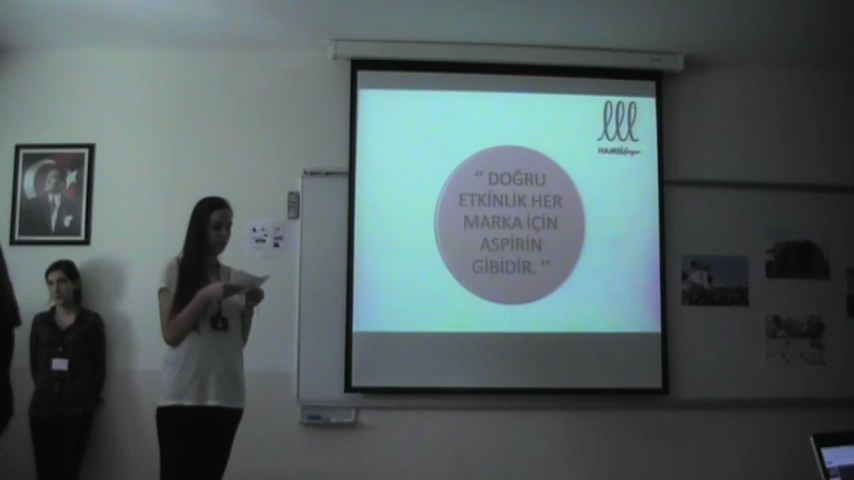 “ DOĞRU
ETKİNLİK HER
MARKA İÇİN
ASPİRİN
GİBİDİR. ”